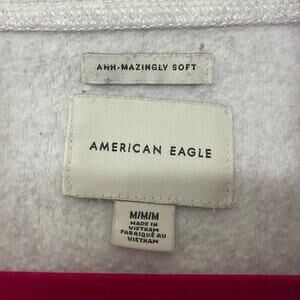 AHH-MAZINGLY SOFT
AMERICAN EAGLE
M/M/M
MADE IN
VIETNAM
FABRIQUÉ AU
VIETNAM